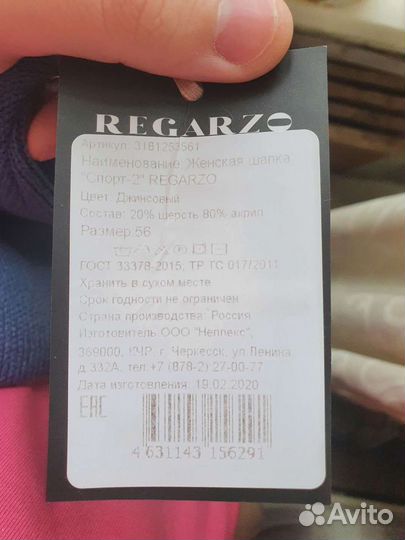 REGARZO
Артикул: 3181253561
Наименование: Женская шапка
"Спорт-2" REGARZO
Цвет: Джинсовый
Состав: 20% шерсть 80% акрил
Размер:56
ГОСТ 33378-2015, ТР ТС 017/2011
Хранить в сухом месте
Срок годности не ограничен
Страна производства: Россия
Изготовитель ООО "Неплекс",
369000, КЧР, г. Черкесск, ул.Ленина
д.332А, тел:+7 (878-2) 27-00-77
Дата изготовления: 19.02.2020
EAC
4 631143 156291
Avito